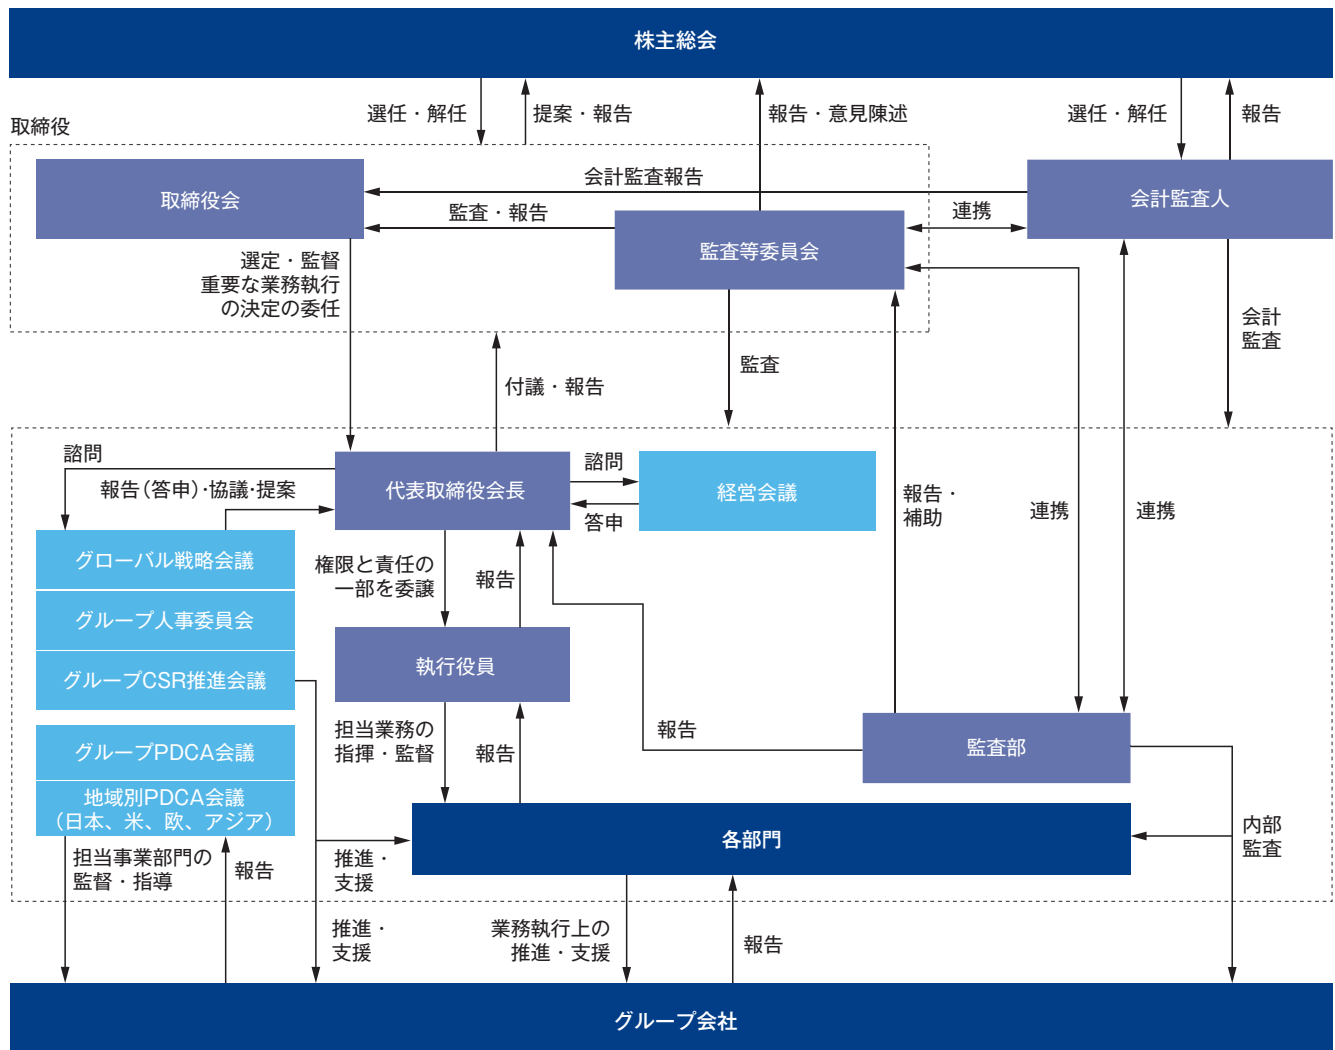 株主総会
選任・解任
提案・報告
報告・意見陳述
選任・解任
報告
取締役
取締役会
会計監査報告
会計監査人
監査・報告
連携
監査等委員会
選定・監督
重要な業務執行
の決定の委任
会計
監査
監査
付議・報告
諮問
報告(答申)・協議・提案
代表取締役会長
諮問
答申
経営会議
報告・
補助
連携
連携
グローバル戦略会議
グループ人事委員会
グループCSR推進会議
権限と責任の
一部を委譲
報告
執行役員
グループPDCA会議
地域別PDCA会議
(日本、米、欧、アジア)
担当業務の
指揮・監督
報告
報告
監査部
各部門
内部
監査
担当事業部門の
監督・指導
報告
推進・
支援
推進・
支援
業務執行上の
推進・支援
報告
グループ会社